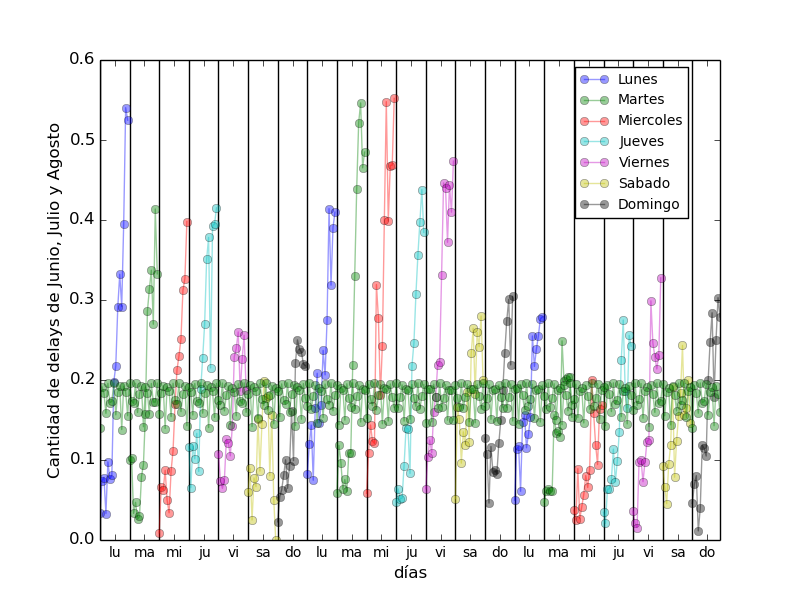 Cantidad de delays de Junio, Julio y Agosto
0.6
0.5
0.4
0.3
0.2
0.1
0.0
Lunes
Martes
Miercoles
Jueves
Viernes
Sabado
Domingo
lu ma mi ju vi sa do lu ma mi ju vi sa do lu ma mi ju vi sa do
días